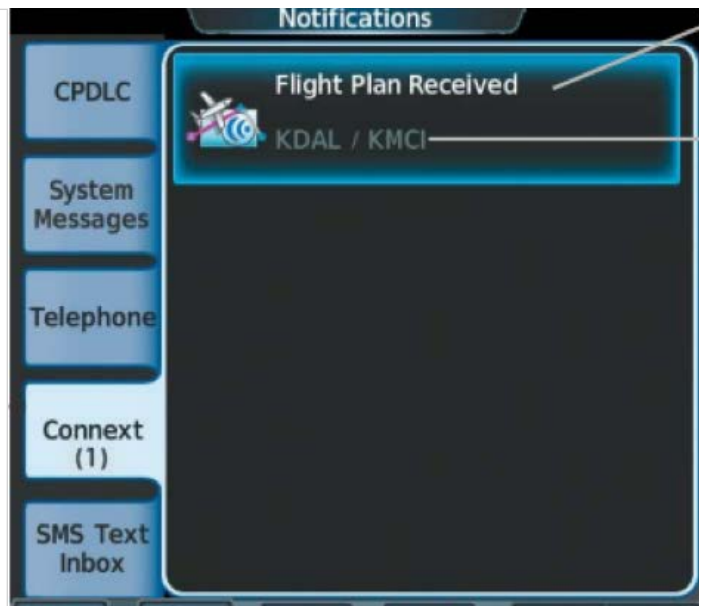 Notifications
CPDLC
System
Messages
Telephone
Connext
(1)
SMS Text
Inbox
Flight Plan Received
KDAL / KMCI